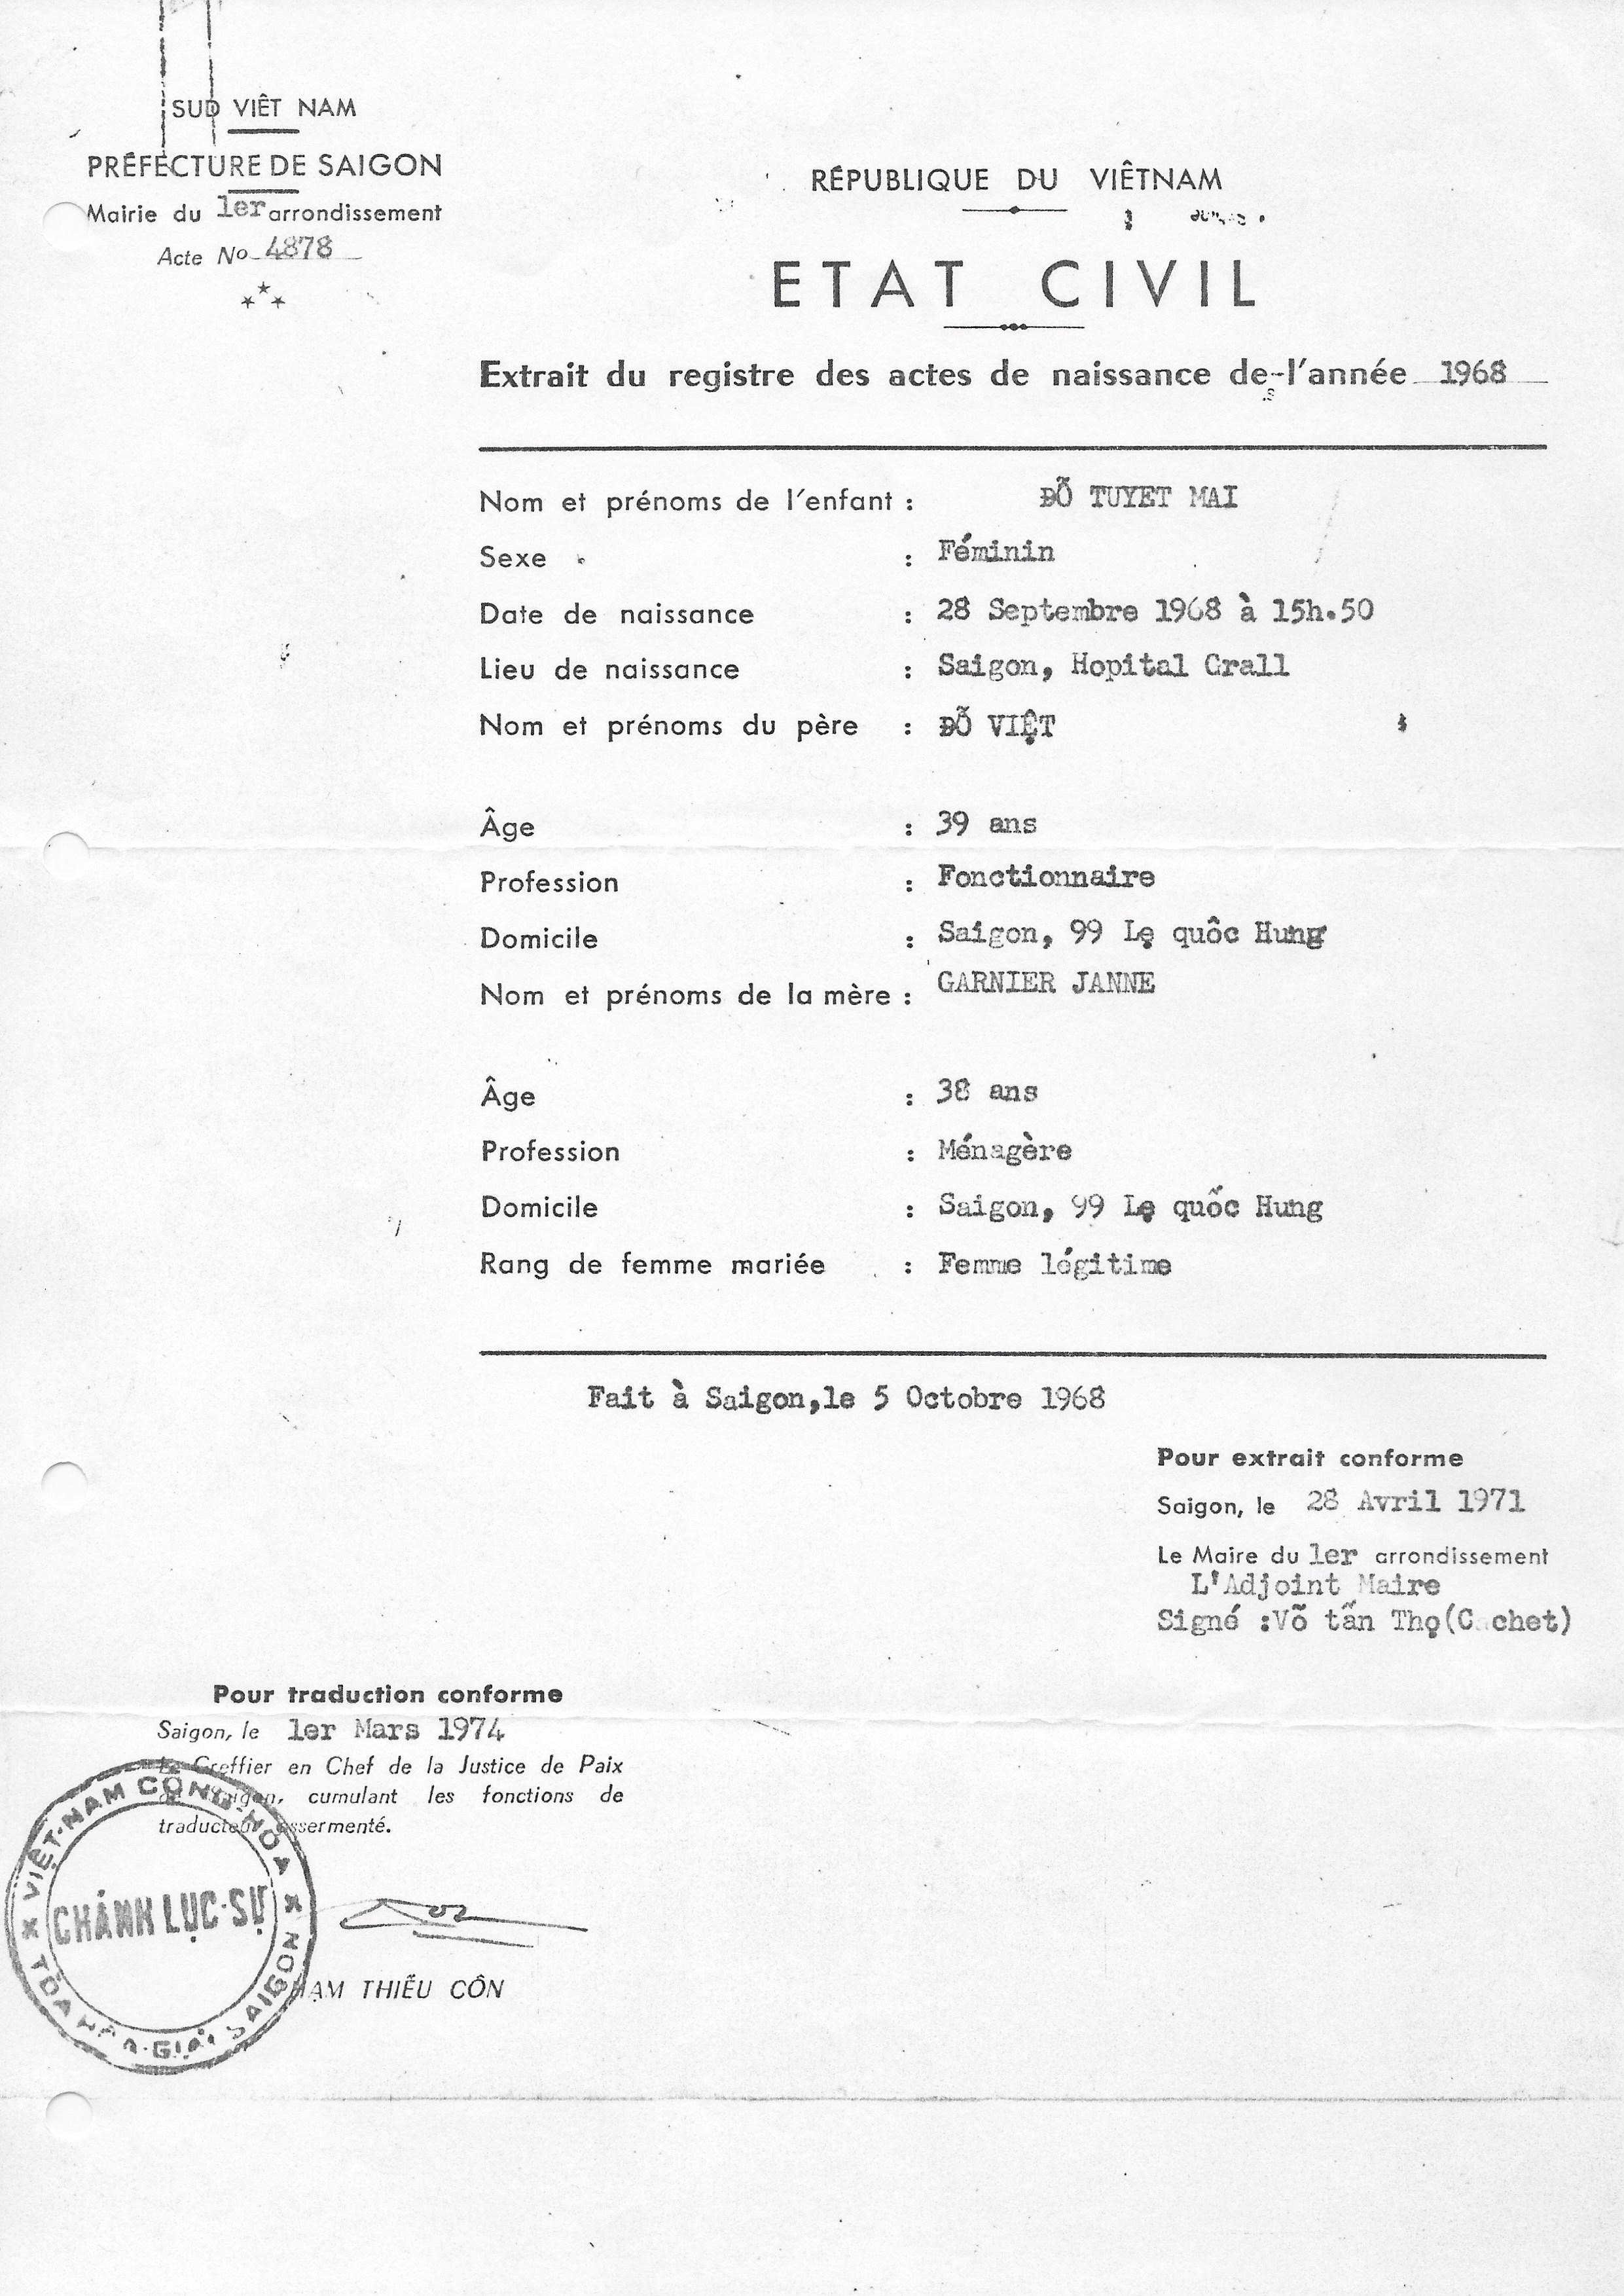 SUD VIÊT NAM
PRÉFECTURE DE SAIGON
Mairie du 1er arrondissement
Acte No 4878
RÉPUBLIQUE DU VIÊTNAM
ETAT CIVIL
Extrait du registre des actes de naissance de l'année 1968
Nom et prénoms de l'enfant : ĐỖ TUYET MAI
Sexe : Féminin
Date de naissance : 28 Septembre 1968 à 15h.50
Lieu de naissance : Saigon, Hopital Grall
Nom et prénoms du père : ĐỖ VIỆT
Âge : 39 ans
Profession : Fonctionnaire
Domicile : Saigon, 99 Lẹ quôc Hung
Nom et prénoms de la mère : GARNIER JANNE
Âge : 38 ans
Profession : Ménagère
Domicile : Saigon, 99 Lẹ quốc Hung
Rang de femme mariée : Femme légitime
Fait à Saigon,le 5 Octobre 1968
Pour extrait conforme
Saigon, le 28 Avril 1971
Le Maire du 1er arrondissement
L'Adjoint Maire
Signé :Võ tấn Thọ(Cachet)
Pour traduction conforme
Saigon, le 1er Mars 1974
Le Greffier en Chef de la Justice de Paix
de Saigon, cumulant les fonctions de
traducteur assermenté.
VIỆT-NAM CỘNG-HÒA
CHÁNH LỤC-SỰ
TÒA HÒA-GIẢI SAIGON
ẠM THIỀU CÔN